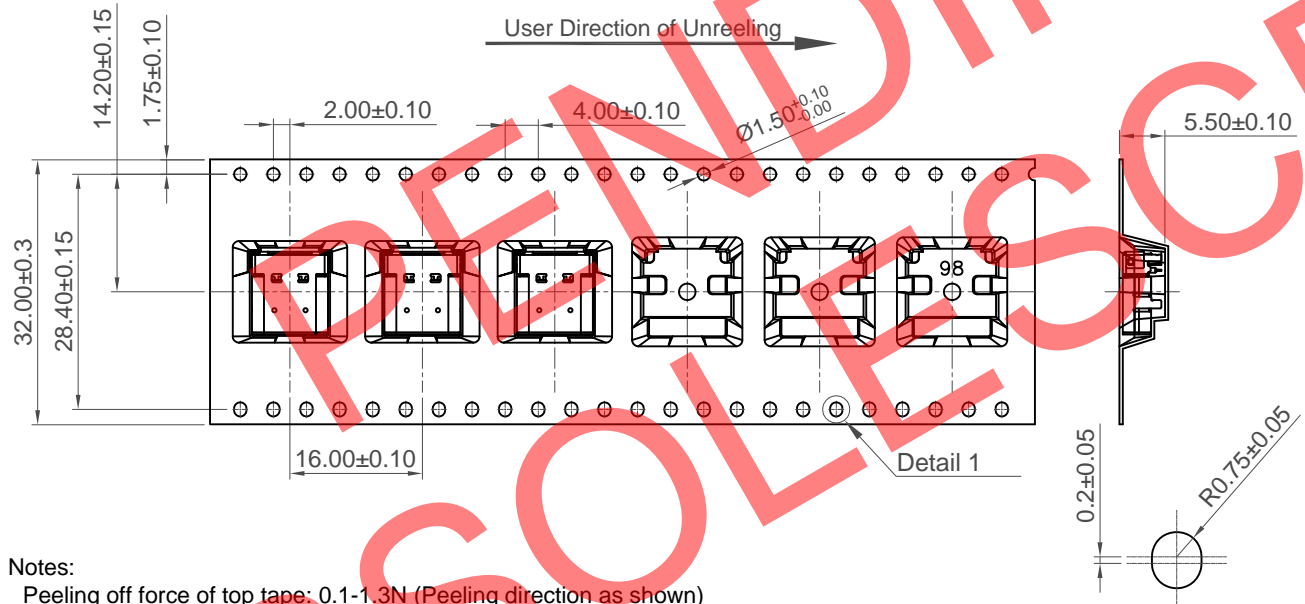 User Direction of Unreeling
14.20±0.15
1.75±0.10
2.00±0.10
4.00±0.10
Ø1.50+0.10
-0.00
5.50±0.10
32.00±0.3
28.40±0.15
98
16.00±0.10
Detail 1
0.2±0.05
R0.75±0.05
Notes:
Peeling off force of top tape: 0.1-1.3N (Peeling direction as shown)